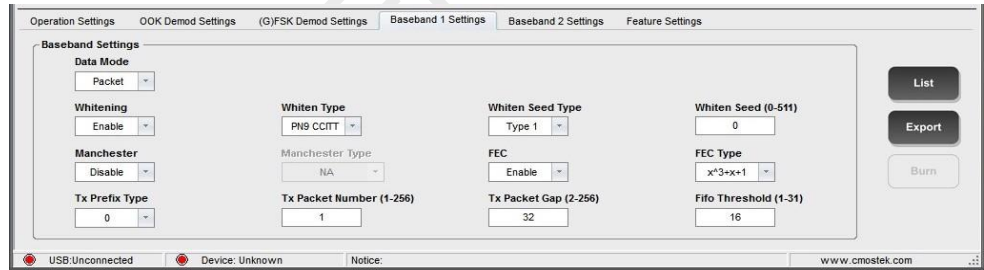 Operation Settings OOK Demod Settings (G)FSK Demod Settings Baseband 1 Settings Baseband 2 Settings Feature Settings
Baseband Settings
Data Mode
Packet
List
Whitening Whiten Type Whiten Seed Type Whiten Seed (0-511)
Enable PN9 CCITT Type 1 0
Export
Manchester Manchester Type FEC FEC Type
Disable NA Enable x^3+x+1
Burn
Tx Prefix Type Tx Packet Number (1-256) Tx Packet Gap (2-256) Fifo Threshold (1-31)
0 1 32 16
USB:Unconnected Device: Unknown Notice: www.cmostek.com